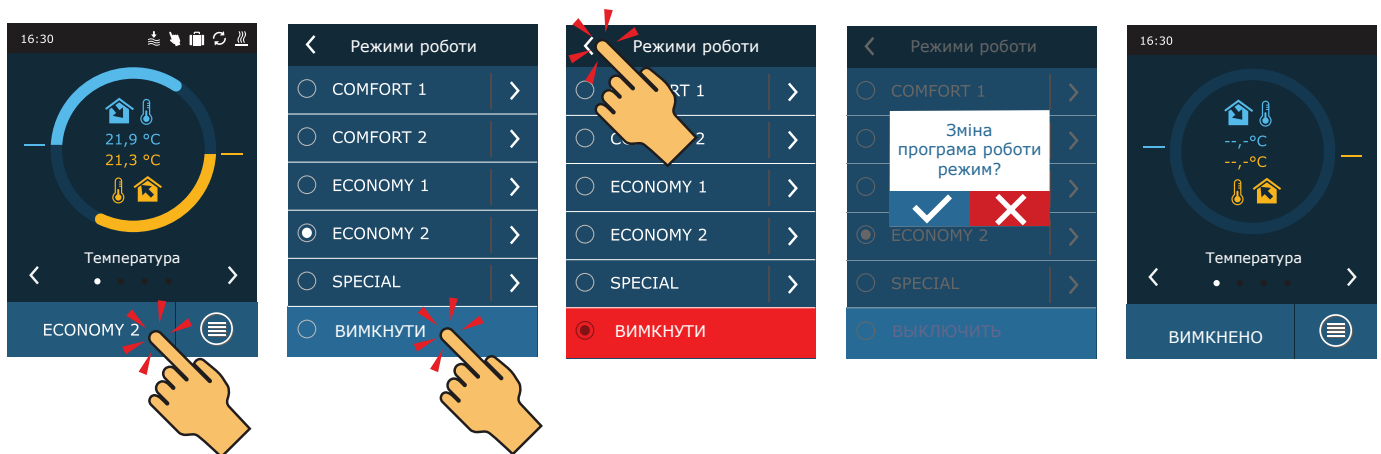 16:30
21,9 °C
21,3 °C
Температура
ECONOMY 2
Режими роботи
COMFORT 1
COMFORT 2
ECONOMY 1
ECONOMY 2
SPECIAL
ВИМКНУТИ
Режими роботи
RT 1
C 2
ECONOMY 1
ECONOMY 2
SPECIAL
ВИМКНУТИ
Режими роботи
COMFORT 1
Зміна
програма роботи
режим?
ECONOMY 2
SPECIAL
ВЫКЛЮЧИТЬ
16:30
--,-°C
--,-°C
Температура
ВИМКНЕНО